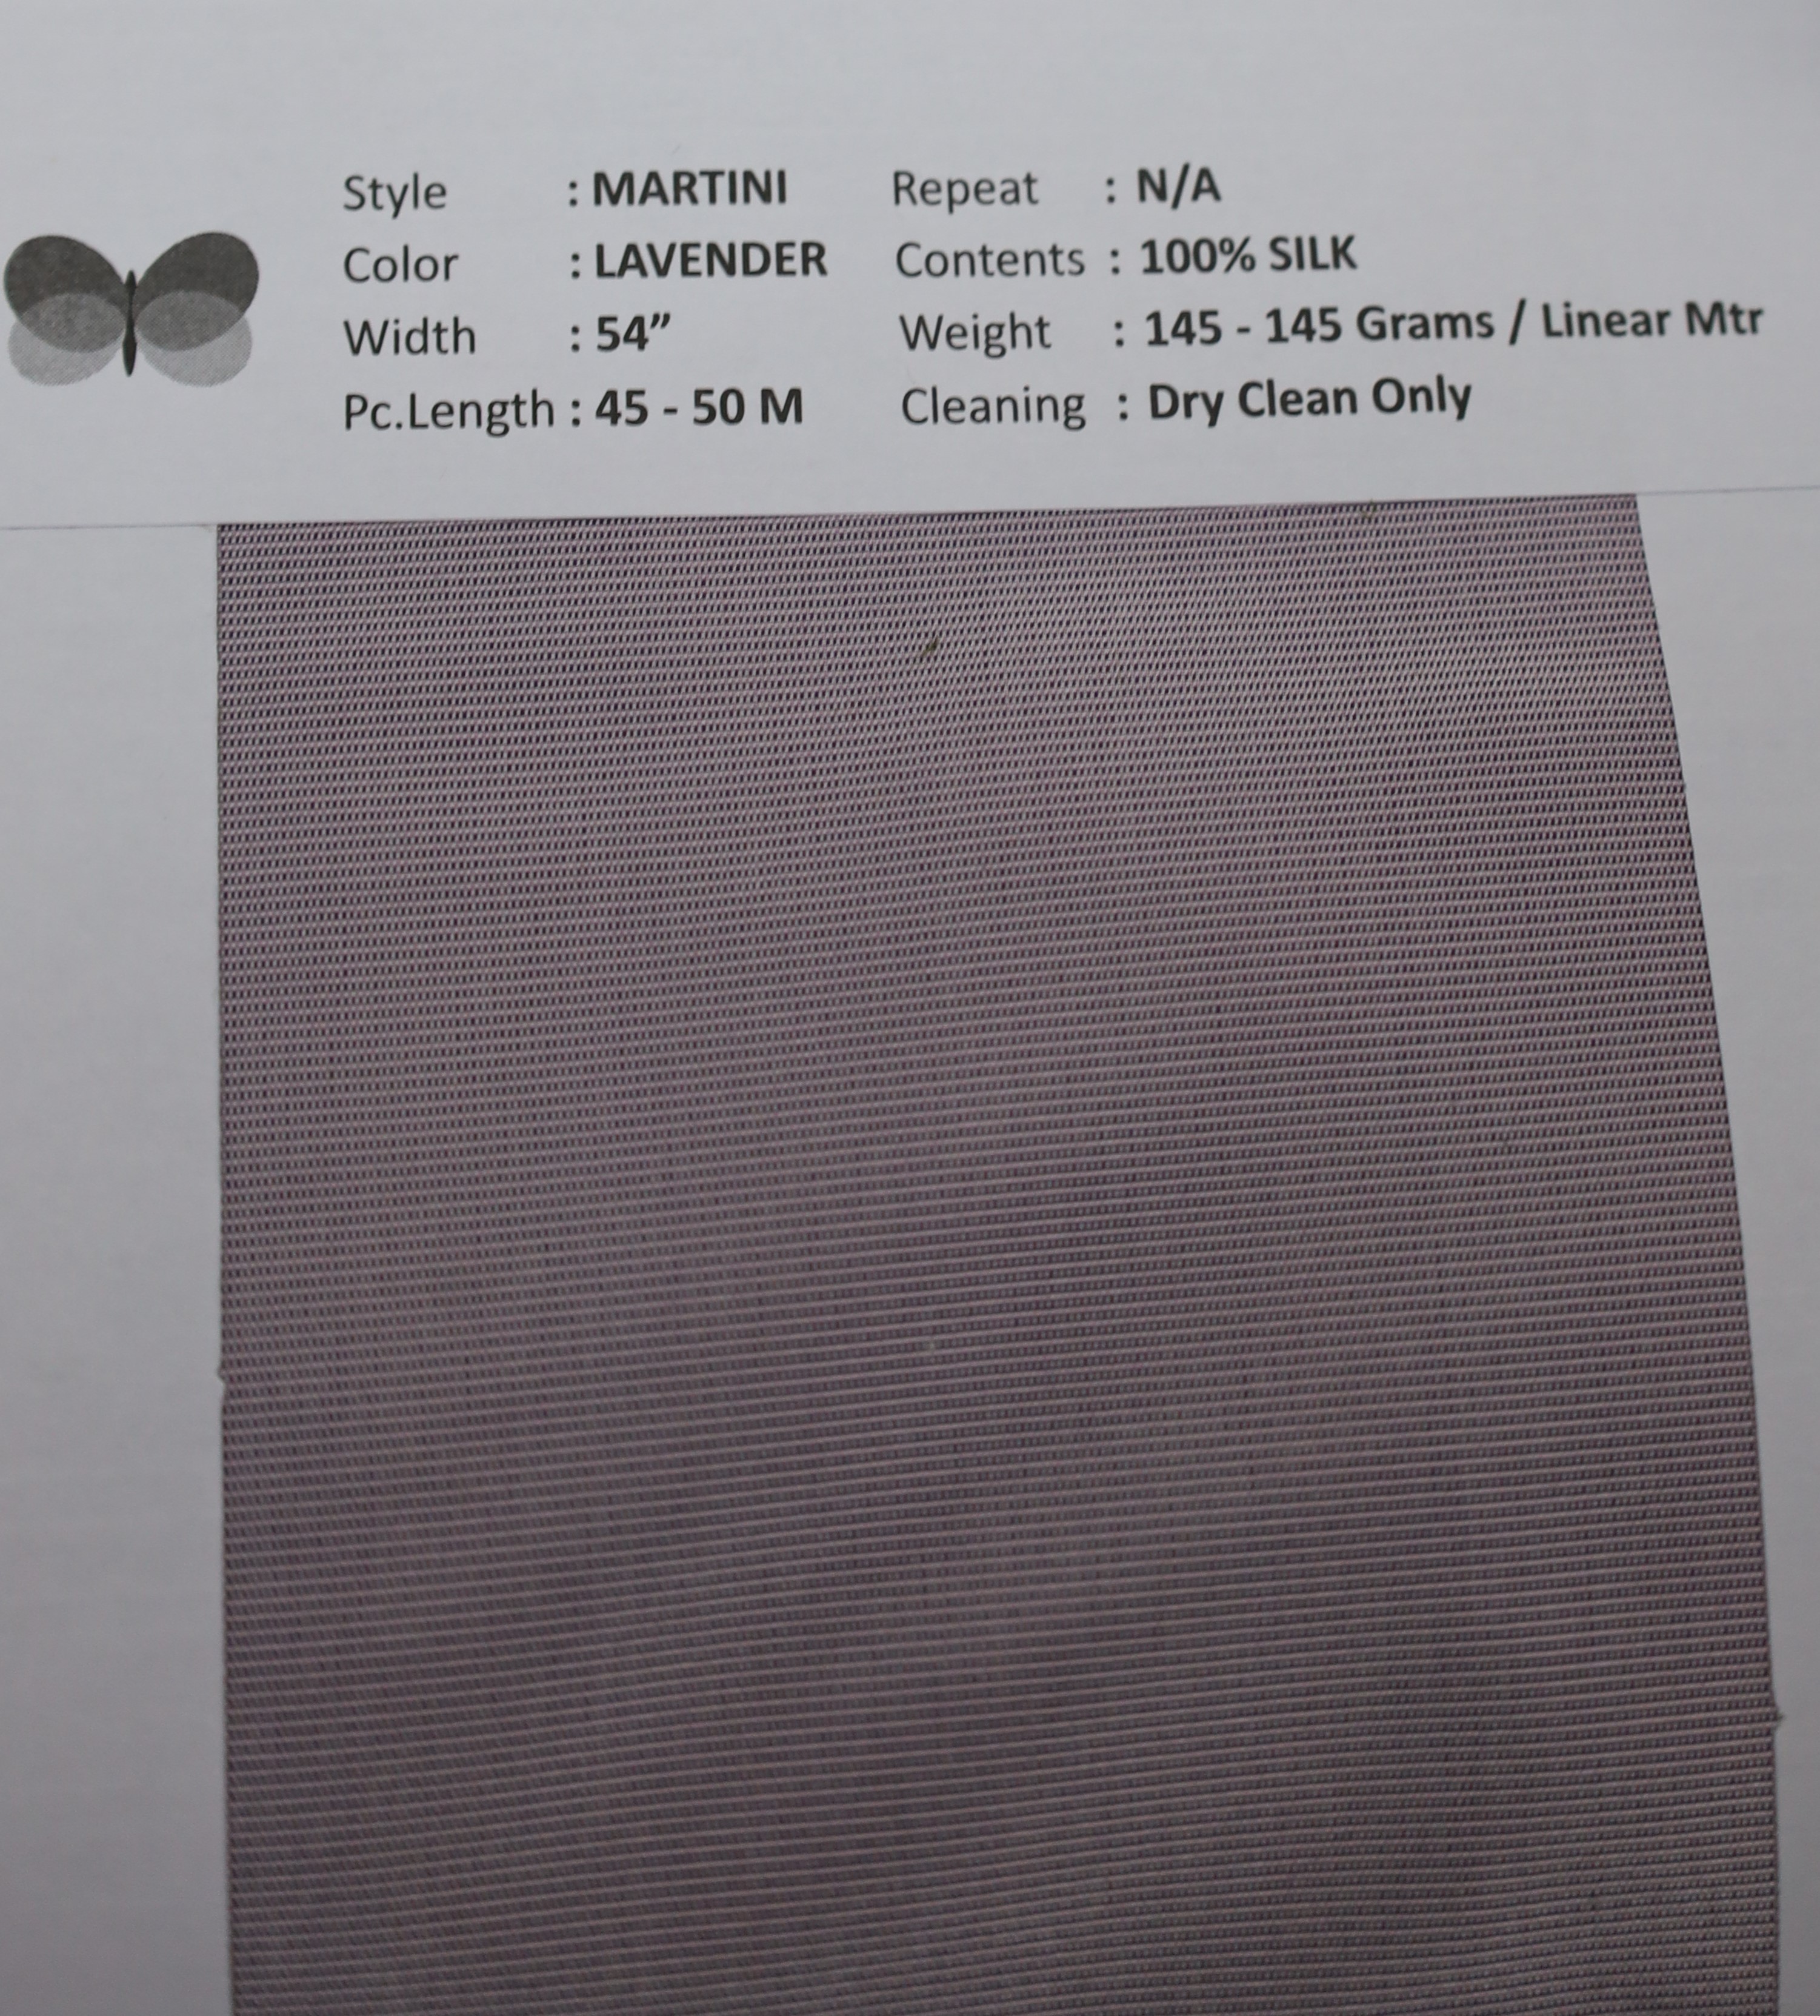 Style : MARTINI Repeat : N/A
Color : LAVENDER Contents : 100% SILK
Width : 54” Weight : 145 - 145 Grams / Linear Mtr
Pc.Length : 45 - 50 M Cleaning : Dry Clean Only